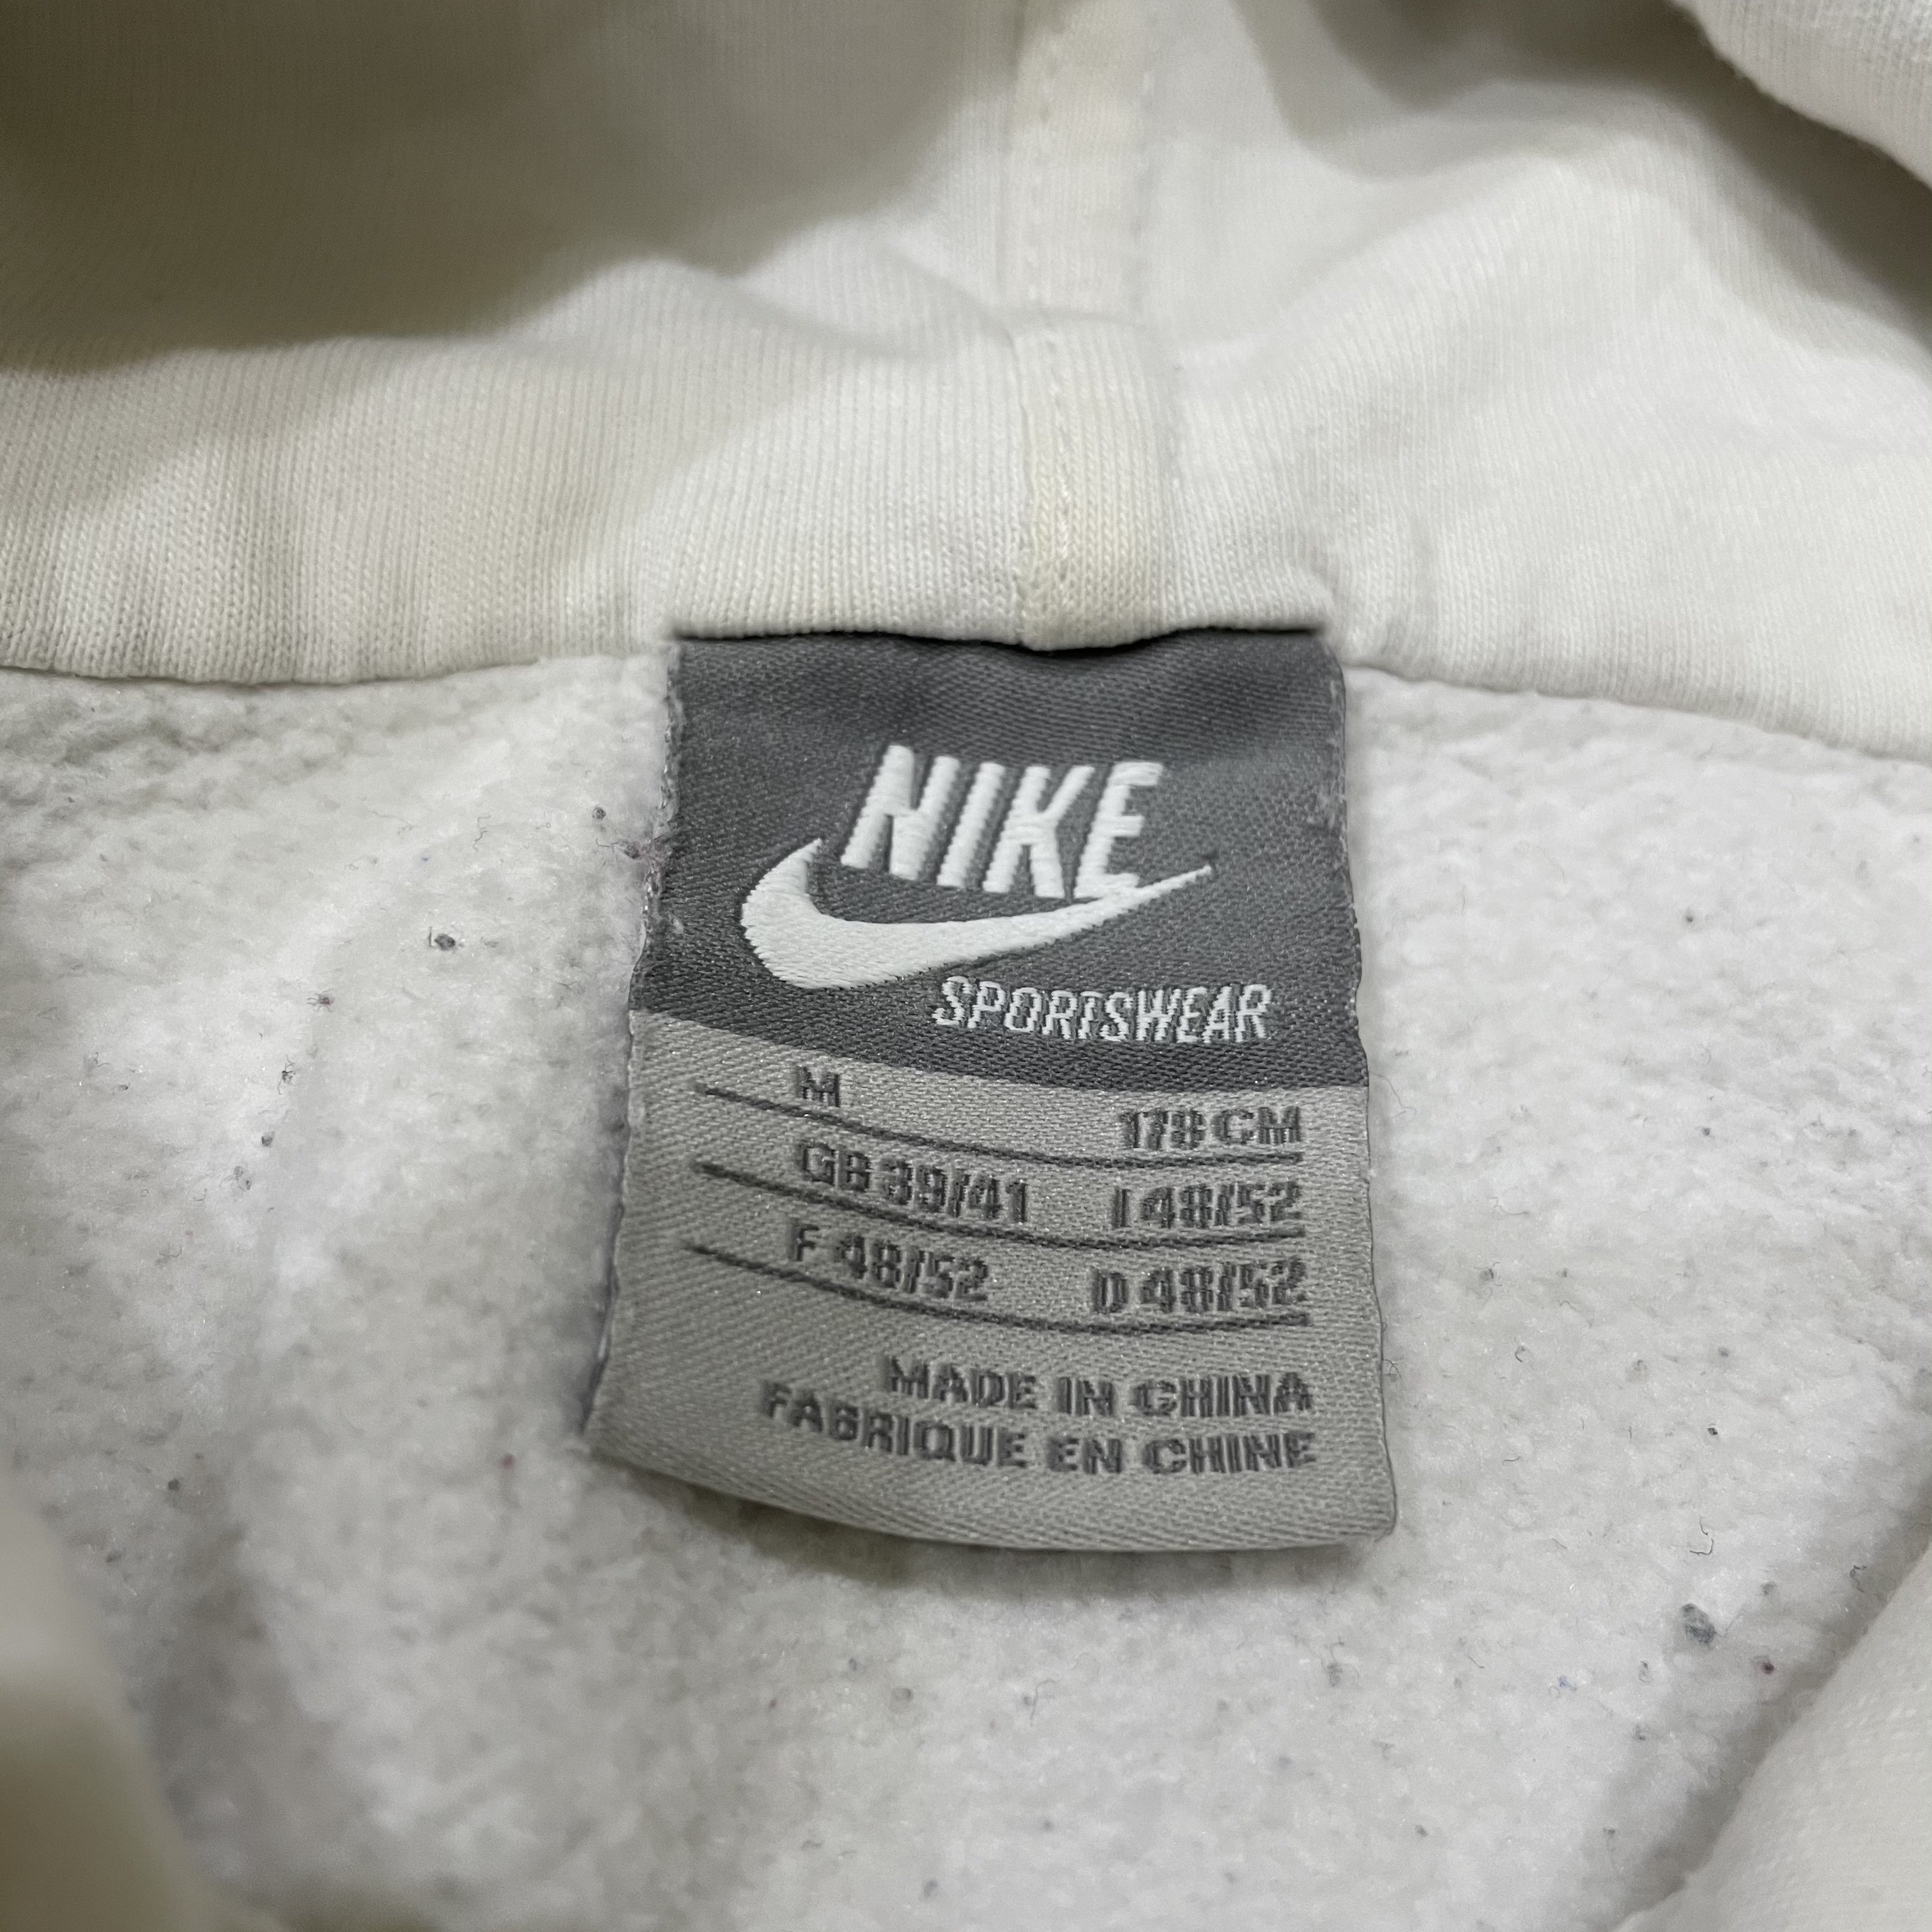 NIKE
SPORTSWEAR
M 178 CM
GB 39/41 I 48/52
F 48/52 D 48/52
MADE IN CHINA
FABRIQUE EN CHINE